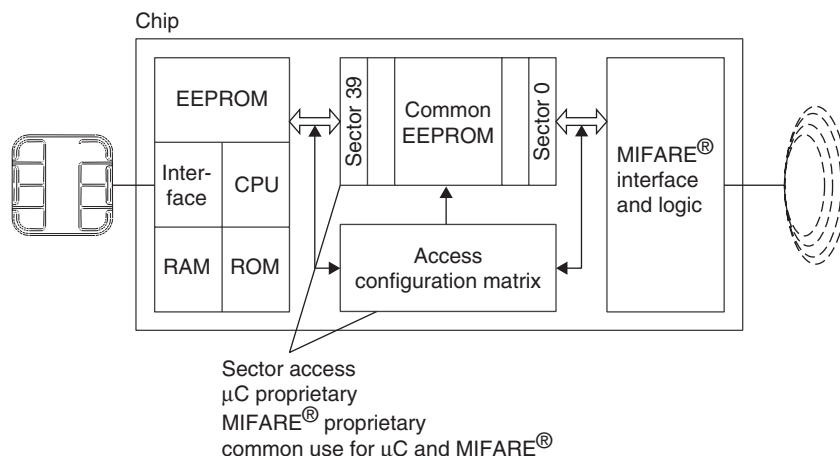 Chip
EEPROM
Inter-
face
CPU
RAM
ROM
Sector 39
Common
EEPROM
Sector 0
Access
configuration matrix
MIFARE®
interface
and logic
Sector access
μC proprietary
MIFARE® proprietary
common use for μC and MIFARE®